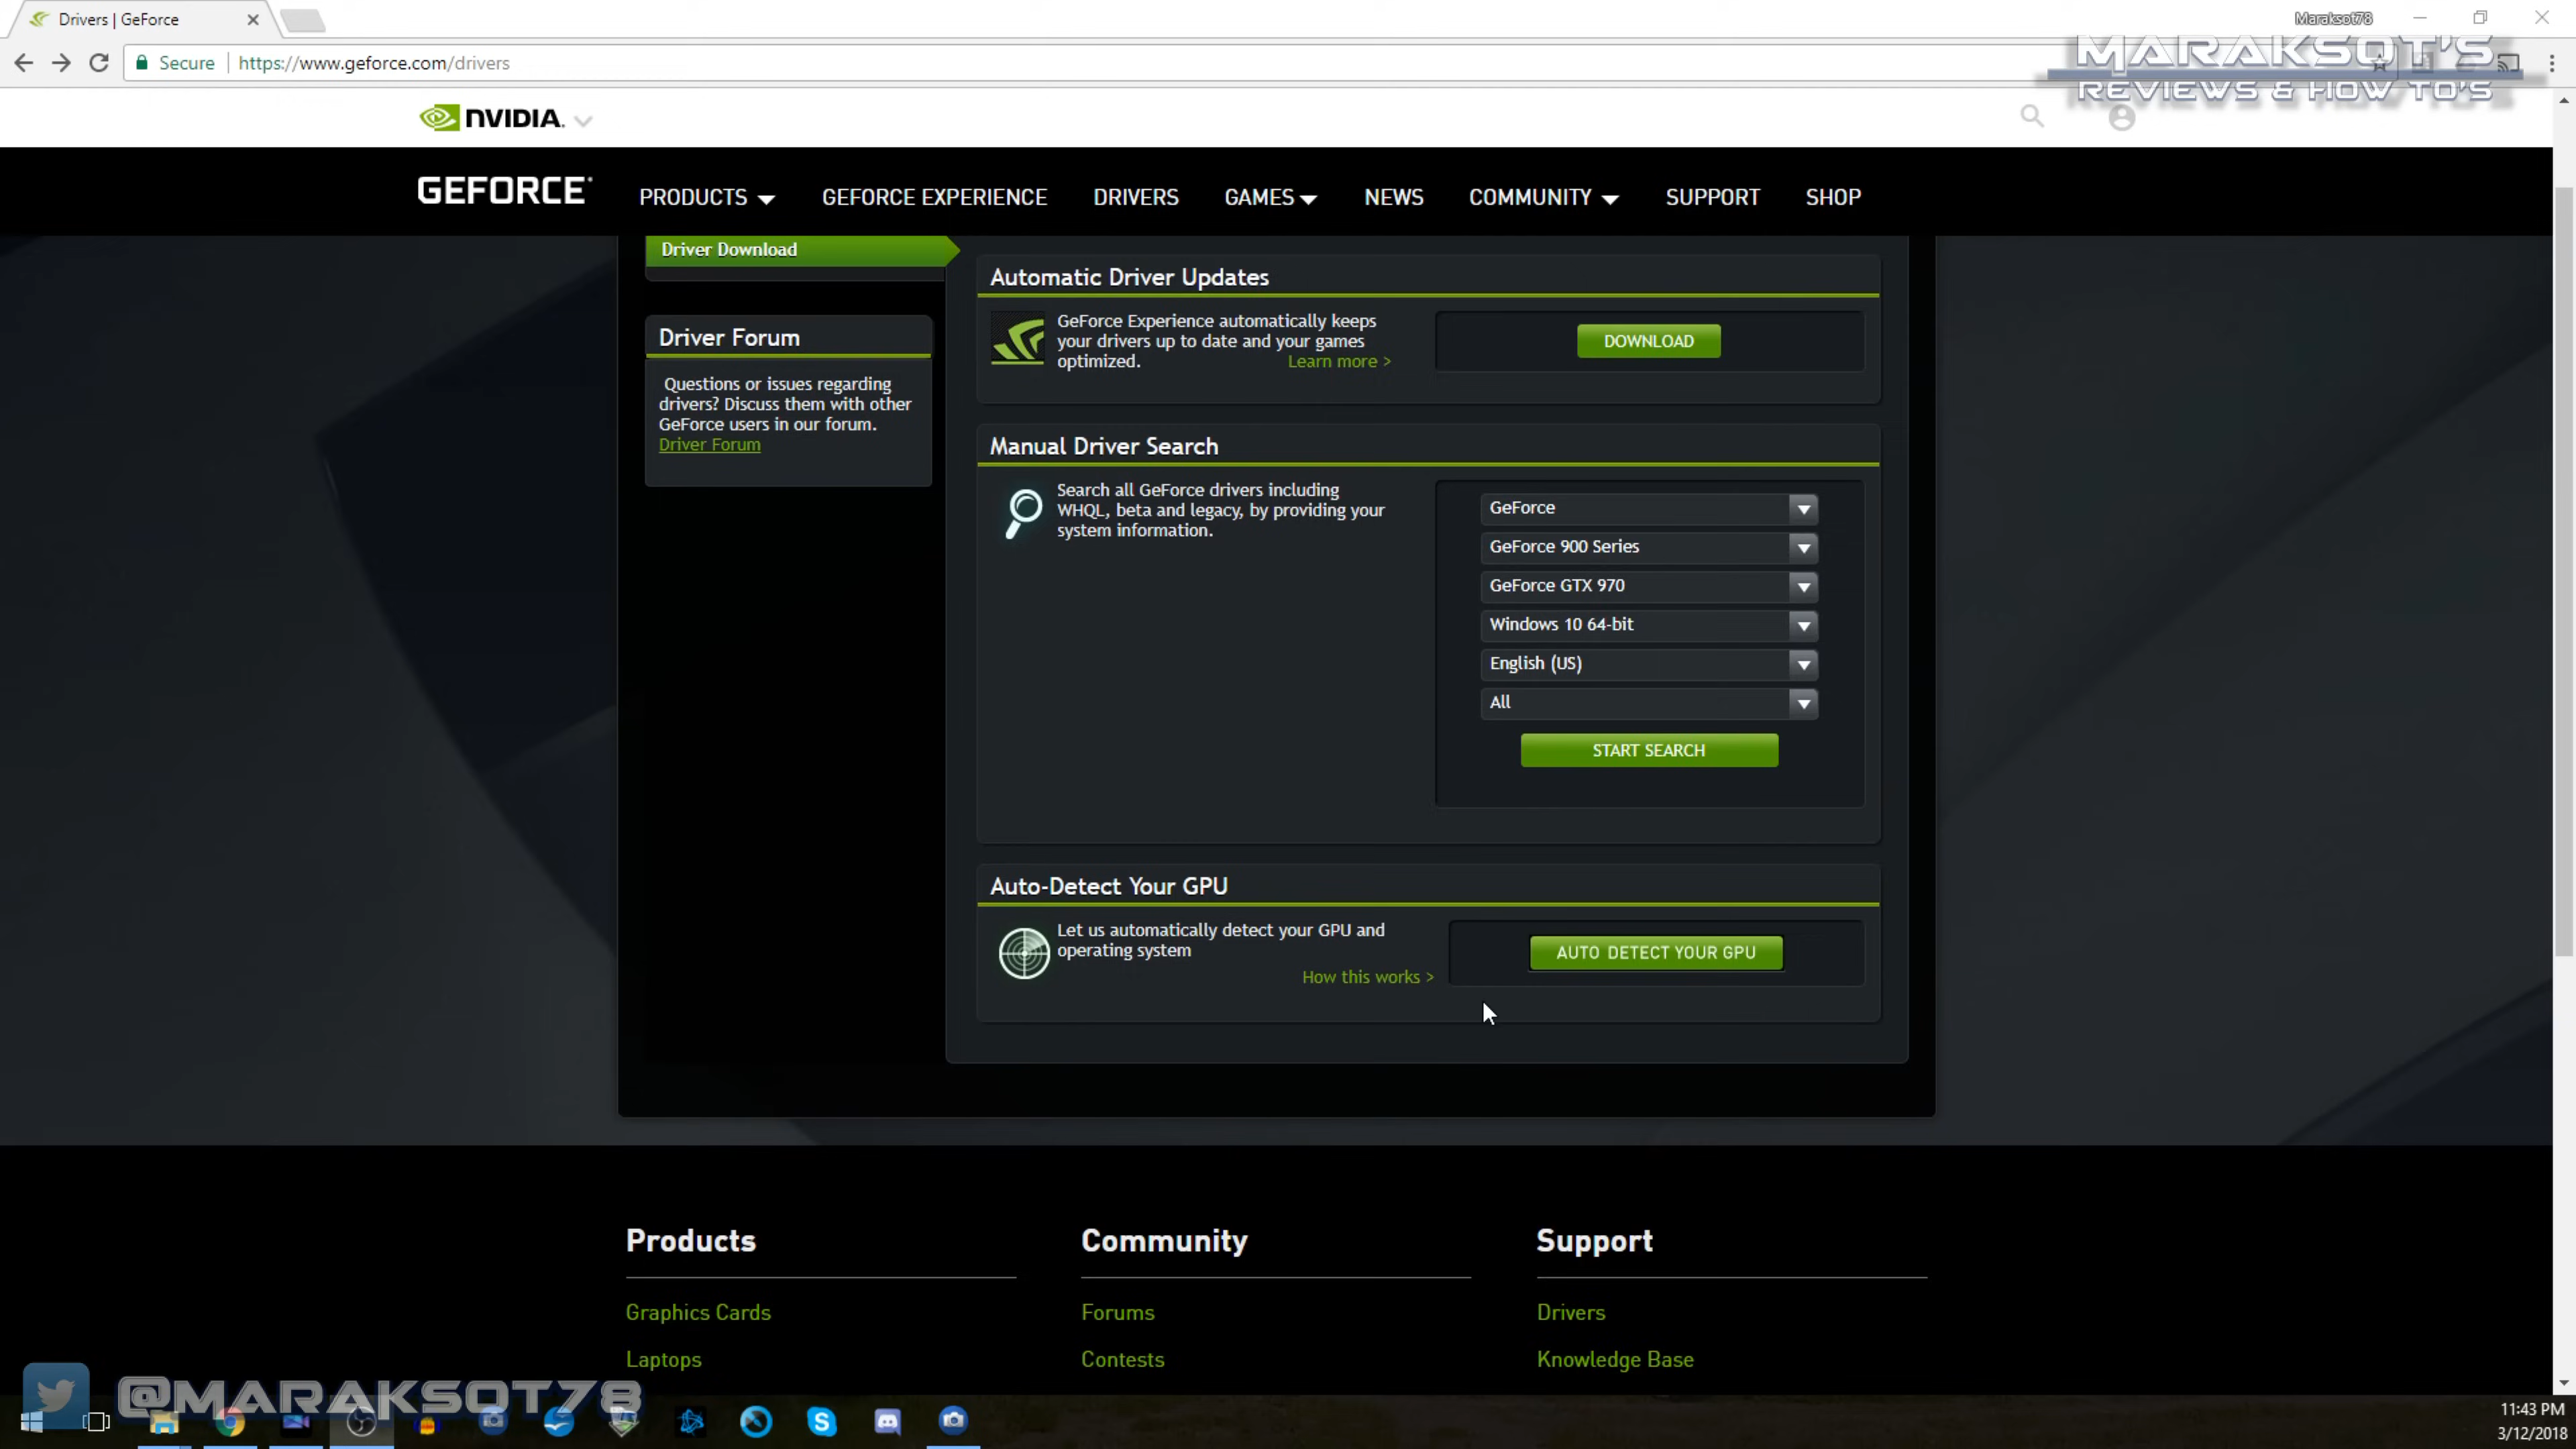 Drivers | GeForce
Maraksot78
Secure
https://www.geforce.com/drivers
MARAKSOT'S
REVIEWS & HOW TO'S
NVIDIA.
GEFORCE
PRODUCTS
GEFORCE EXPERIENCE
DRIVERS
GAMES
NEWS
COMMUNITY
SUPPORT
SHOP
Driver Download
Driver Forum
Questions or issues regarding
drivers? Discuss them with other
GeForce users in our forum.
Driver Forum
Automatic Driver Updates
GeForce Experience automatically keeps
your drivers up to date and your games
optimized.
Learn more >
DOWNLOAD
Manual Driver Search
Search all GeForce drivers including
WHQL, beta and legacy, by providing your
system information.
GeForce
GeForce 900 Series
GeForce GTX 970
Windows 10 64-bit
English (US)
All
START SEARCH
Auto-Detect Your GPU
Let us automatically detect your GPU and
operating system
How this works >
AUTO DETECT YOUR GPU
Products
Graphics Cards
Laptops
Community
Forums
Contests
Support
Drivers
Knowledge Base
@MARAKSOT78
11:43 PM
3/12/2018